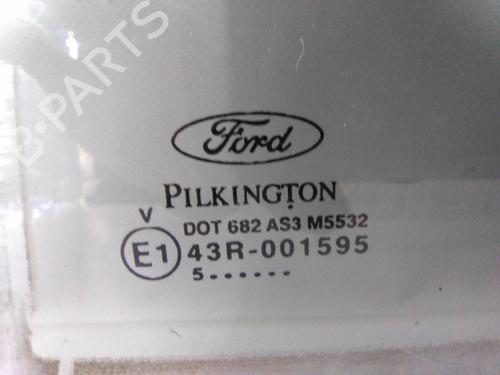 B-PARTS
Ford
PILKINGTON
V
DOT 682 AS3 M5532
E1 43R-001595
5......